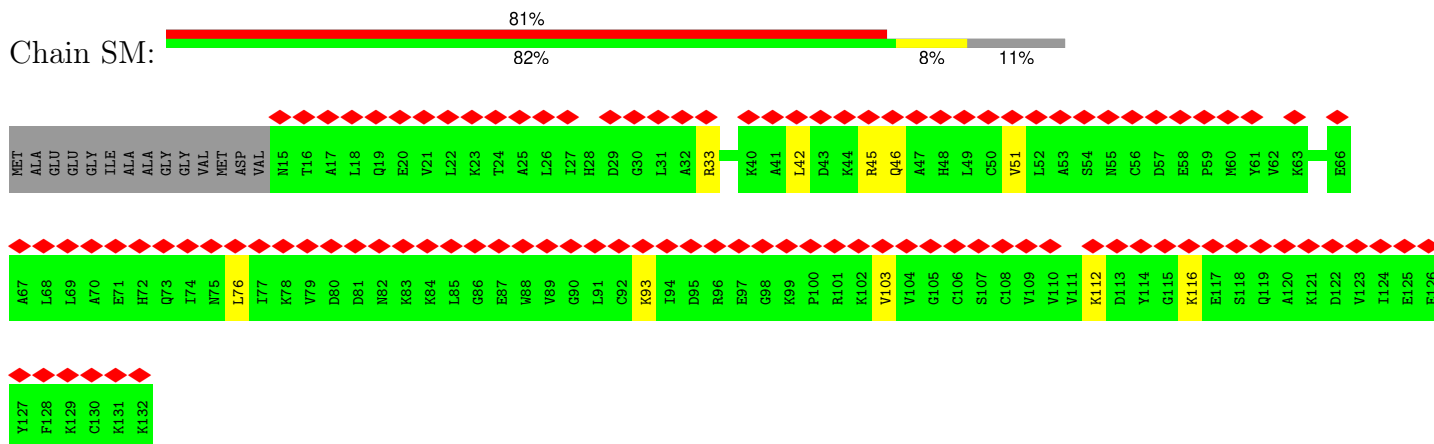 81%
Chain SM:
82% 8% 11%
MET ALA GLU GLU GLY ILE ALA ALA GLY GLY VAL MET ASP VAL N15 T16 A17 L18 Q19 E20 V21 L22 K23 T24 A25 L26 I27 H28 D29 G30 L31 A32 R33 K40 A41 L42 D43 K44 R45 Q46 A47 H48 L49 C50 V51 L52 A53 S54 N55 C56 D57 E58 P59 M60 Y61 V62 K63 E66
A67 L68 L69 A70 E71 H72 Q73 I74 N75 L76 I77 K78 V79 D80 D81 N82 K83 K84 L85 G86 E87 W88 V89 G90 L91 C92 K93 I94 D95 R96 E97 G98 K99 P100 R101 K102 V103 V104 G105 C106 S107 C108 V109 V110 V111 K112 D113 Y114 G115 K116 E117 S118 Q119 A120 K121 D122 V123 I124 E125 E126
Y127 F128 K129 C130 K131 K132